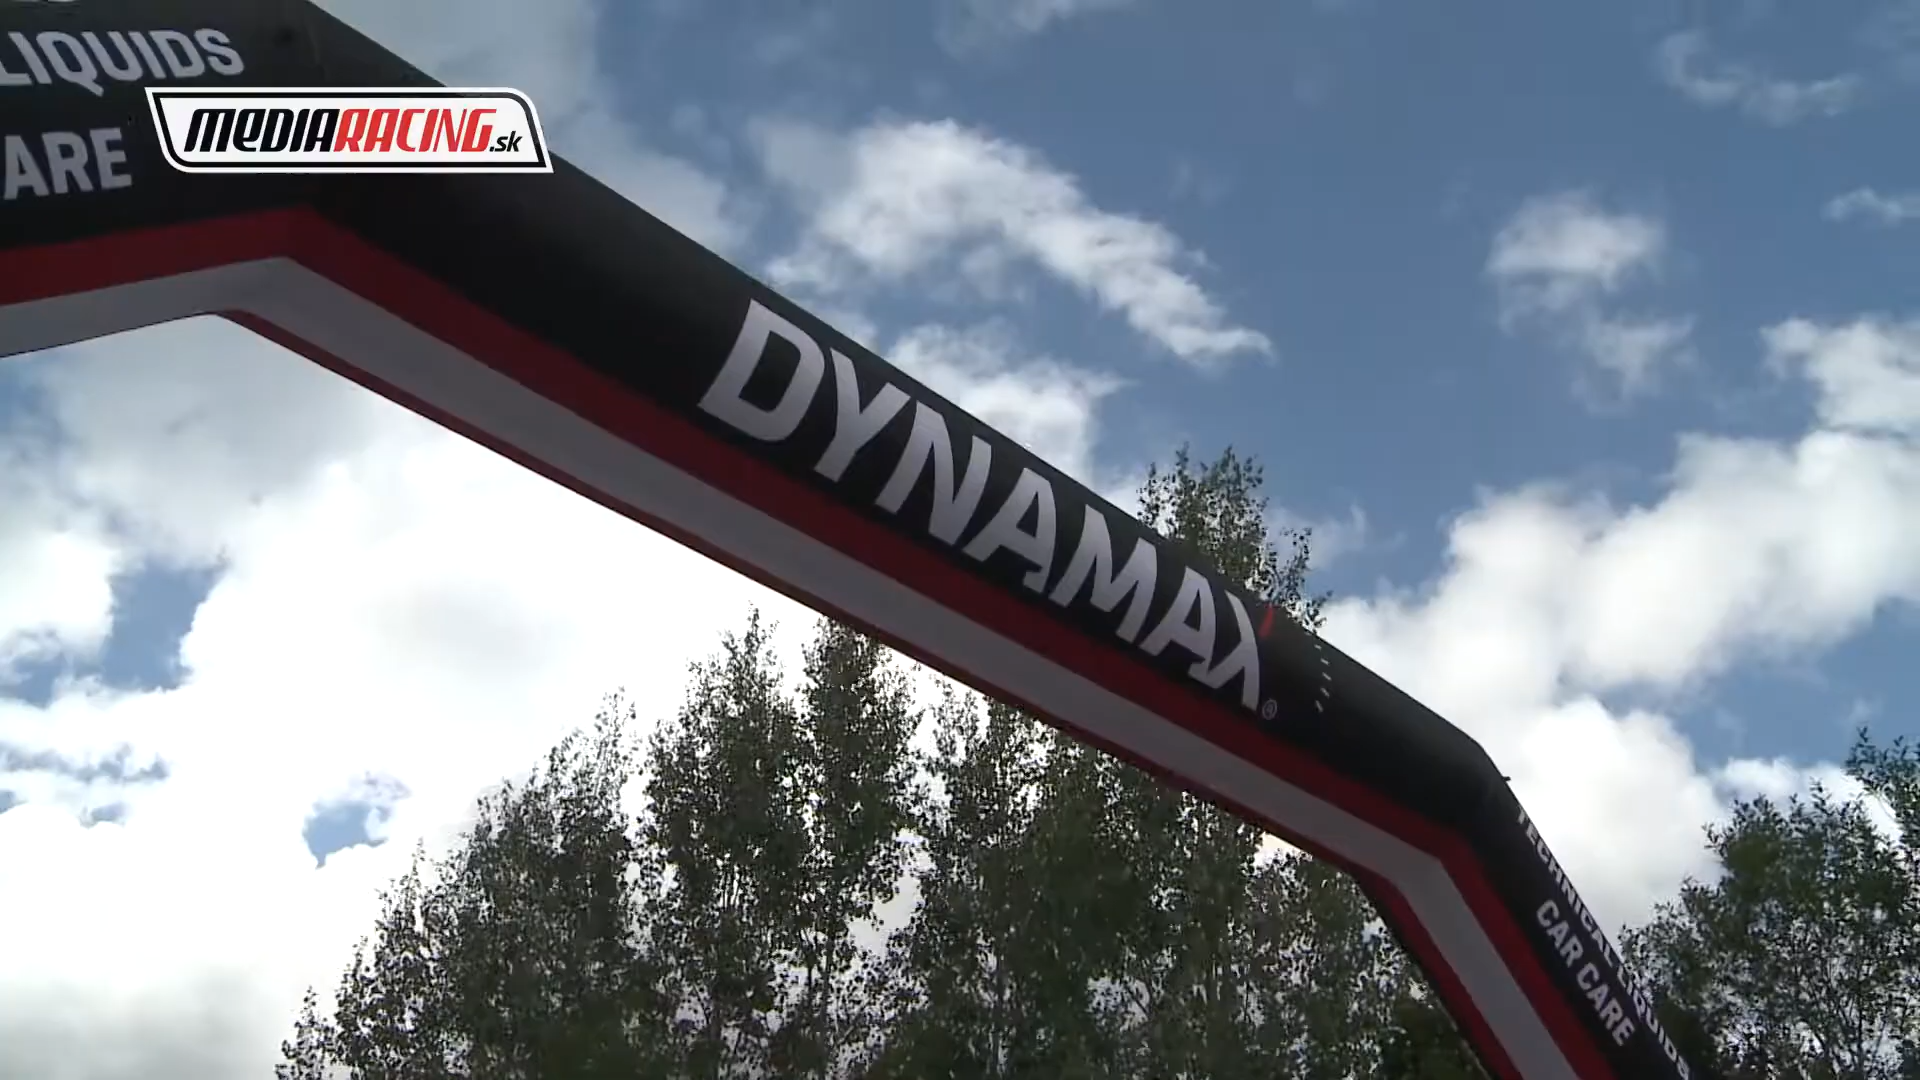 LIQUIDS
ARE
MEDIARACING.sk
DYNAMAX®
TECHNICAL LIQUIDS
CAR CARE